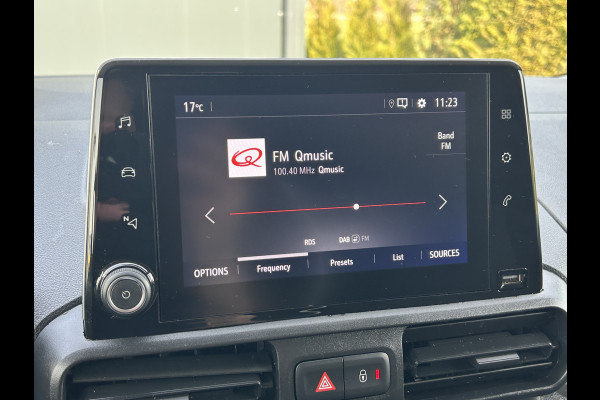 17°C 11:23
Band
FM
FM Qmusic
100.40 MHz Qmusic
RDS DAB FM
OPTIONS Frequency Presets List SOURCES
N